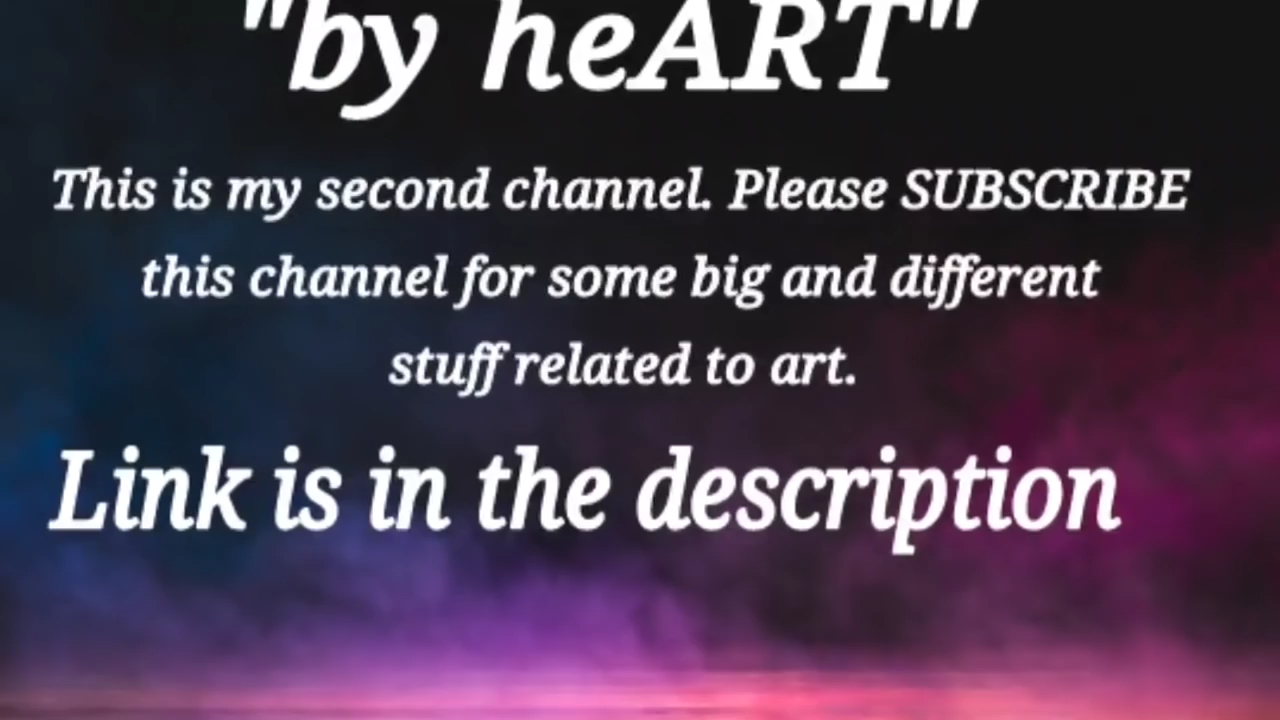 "by heART"
This is my second channel. Please SUBSCRIBE
this channel for some big and different
stuff related to art.
Link is in the description